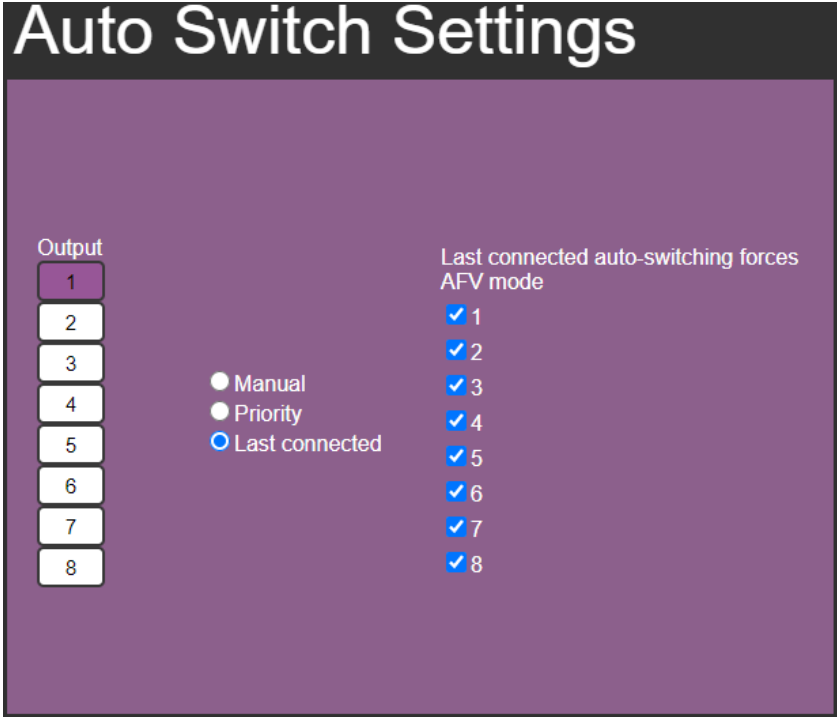 Auto Switch Settings
Output
1
2
3
4
5
6
7
8
Manual
Priority
Last connected
Last connected auto-switching forces
AFV mode
1
2
3
4
5
6
7
8